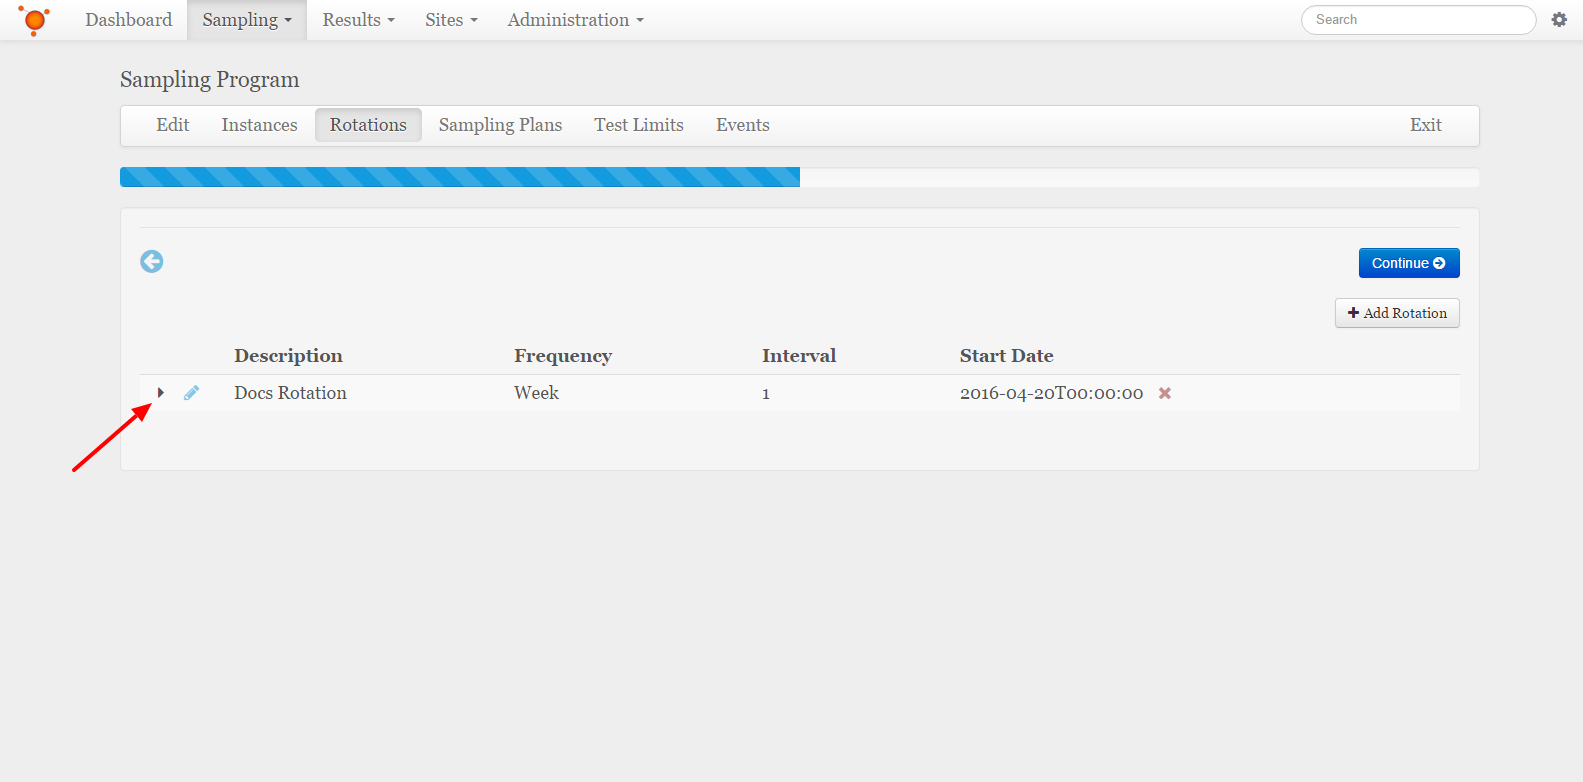 Dashboard Sampling Results Sites Administration Search
Sampling Program
Edit Instances Rotations Sampling Plans Test Limits Events Exit
Continue
Add Rotation
Description Frequency Interval Start Date
Docs Rotation Week 1 2016-04-20T00:00:00